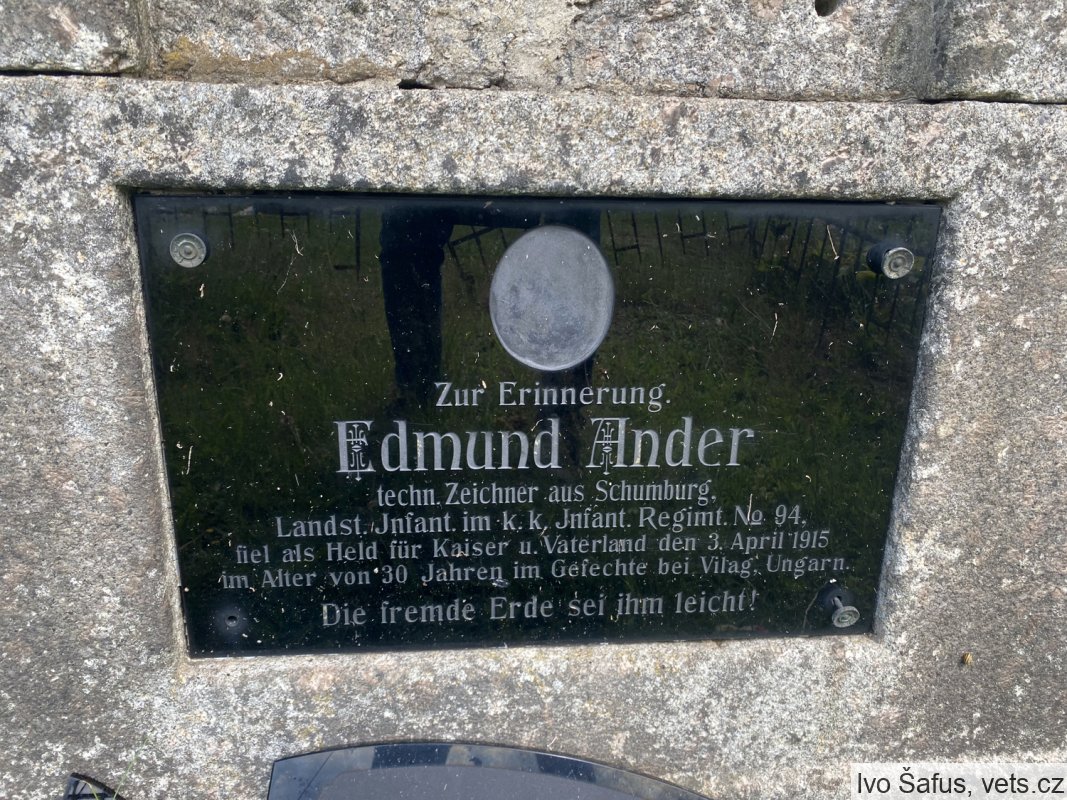 Zur Erinnerung.
Edmund Ander
techn. Zeichner aus Schumburg,
Landst. Jnfant. im k. k. Jnfant. Regimt. No 94,
fiel als Held für Kaiser u. Vaterland den 3. April 1915
im Alter von 30 Jahren im Gefechte bei Vilag, Ungarn.
Die fremde Erde sei ihm leicht!
Ivo Šafus, vets.cz